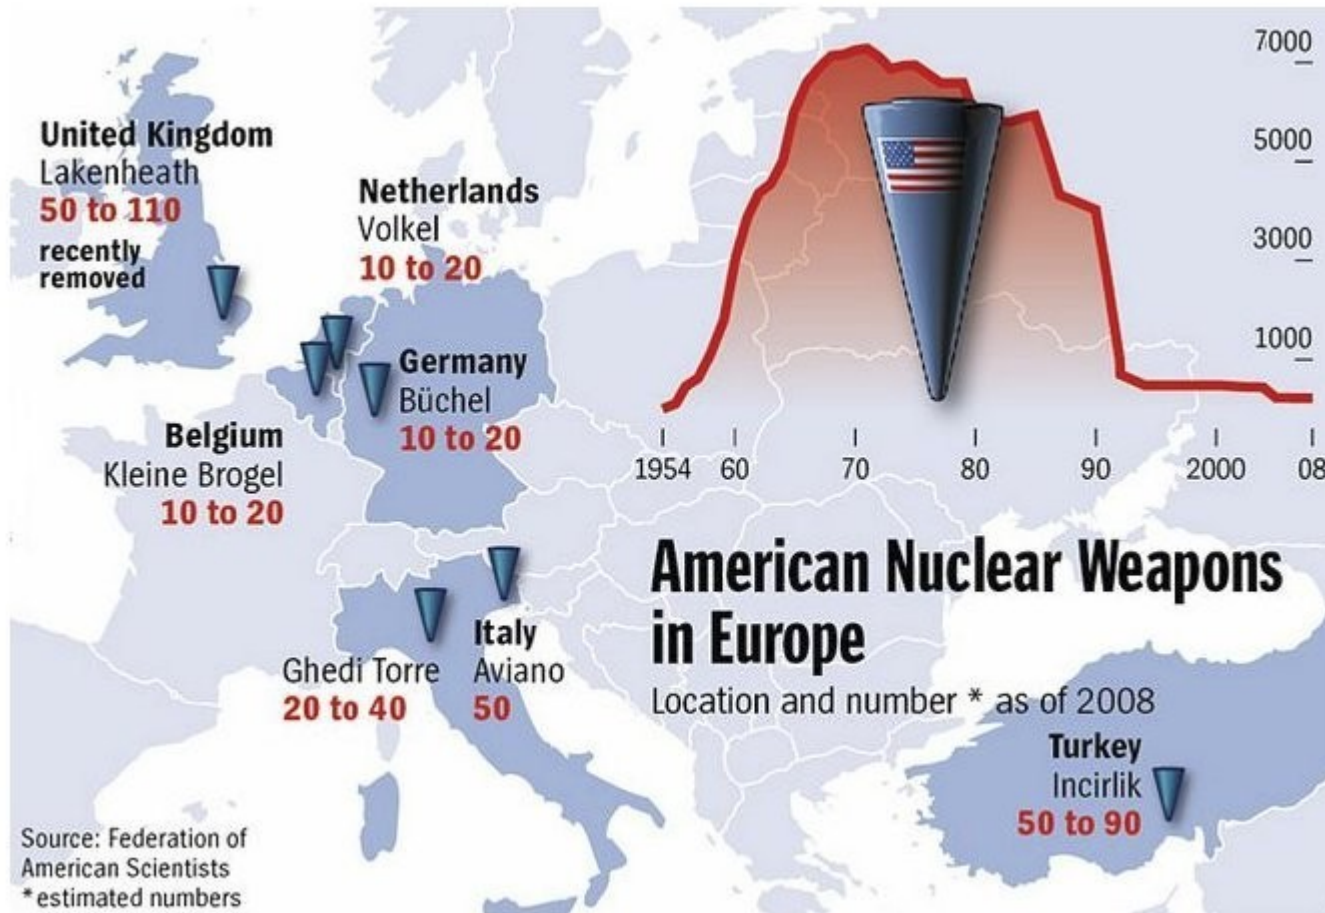 United Kingdom
Lakenheath
50 to 110
recently
removed
Netherlands
Volkel
10 to 20
Germany
Büchel
10 to 20
Belgium
Kleine Brogel
10 to 20
Italy
Ghedi Torre
20 to 40
Aviano
50
7000
5000
3000
1000
1954 60 70 80 90 2000 08
American Nuclear Weapons
in Europe
Location and number * as of 2008
Turkey
Incirlik
50 to 90
Source: Federation of
American Scientists
*estimated numbers